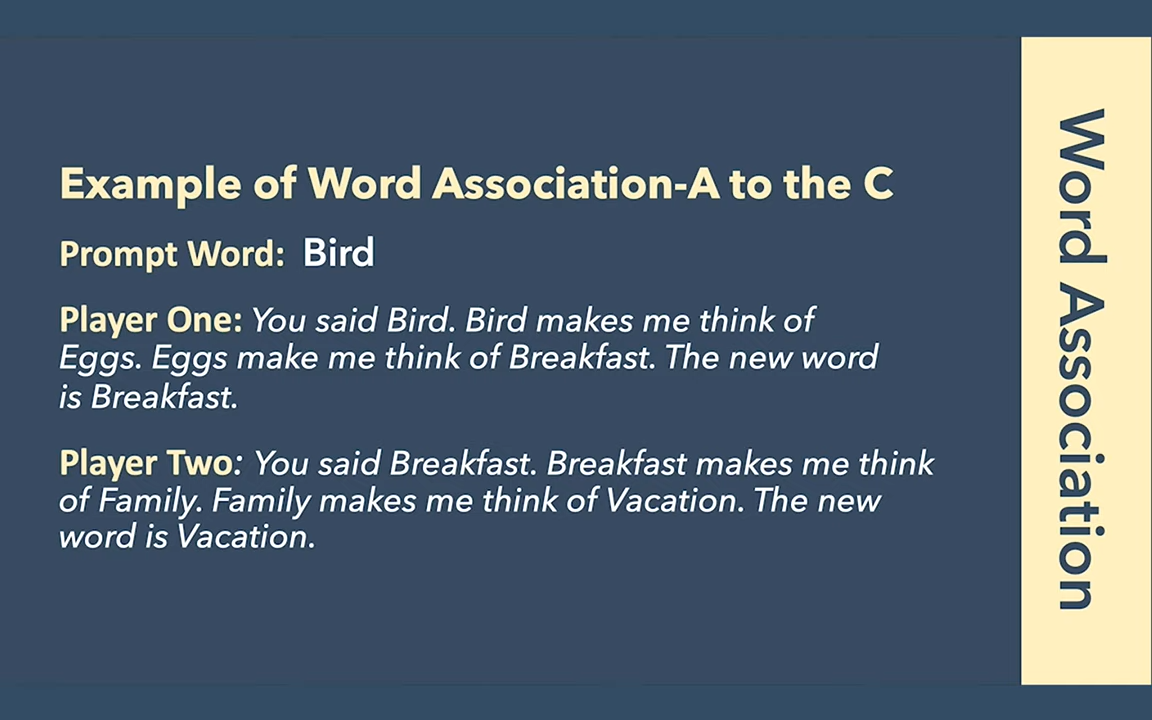 Example of Word Association-A to the C
Prompt Word: Bird
Player One: You said Bird. Bird makes me think of
Eggs. Eggs make me think of Breakfast. The new word
is Breakfast.
Player Two: You said Breakfast. Breakfast makes me think
of Family. Family makes me think of Vacation. The new
word is Vacation.
Word Association